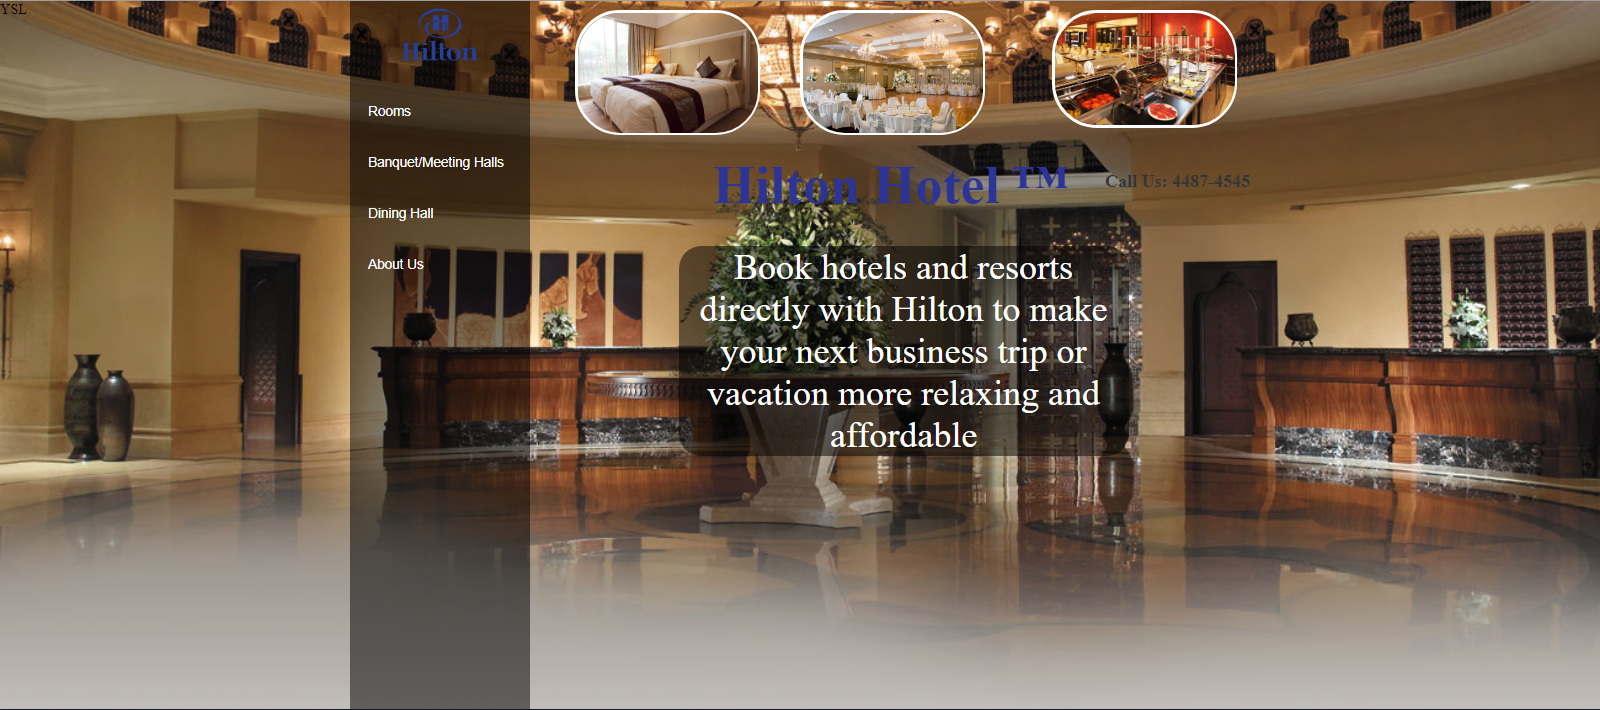 YSL
Hilton
Rooms
Banquet/Meeting Halls
Dining Hall
About Us
Hilton Hotel ™
Call Us: 4487-4545
Book hotels and resorts
directly with Hilton to make
your next business trip or
vacation more relaxing and
affordable